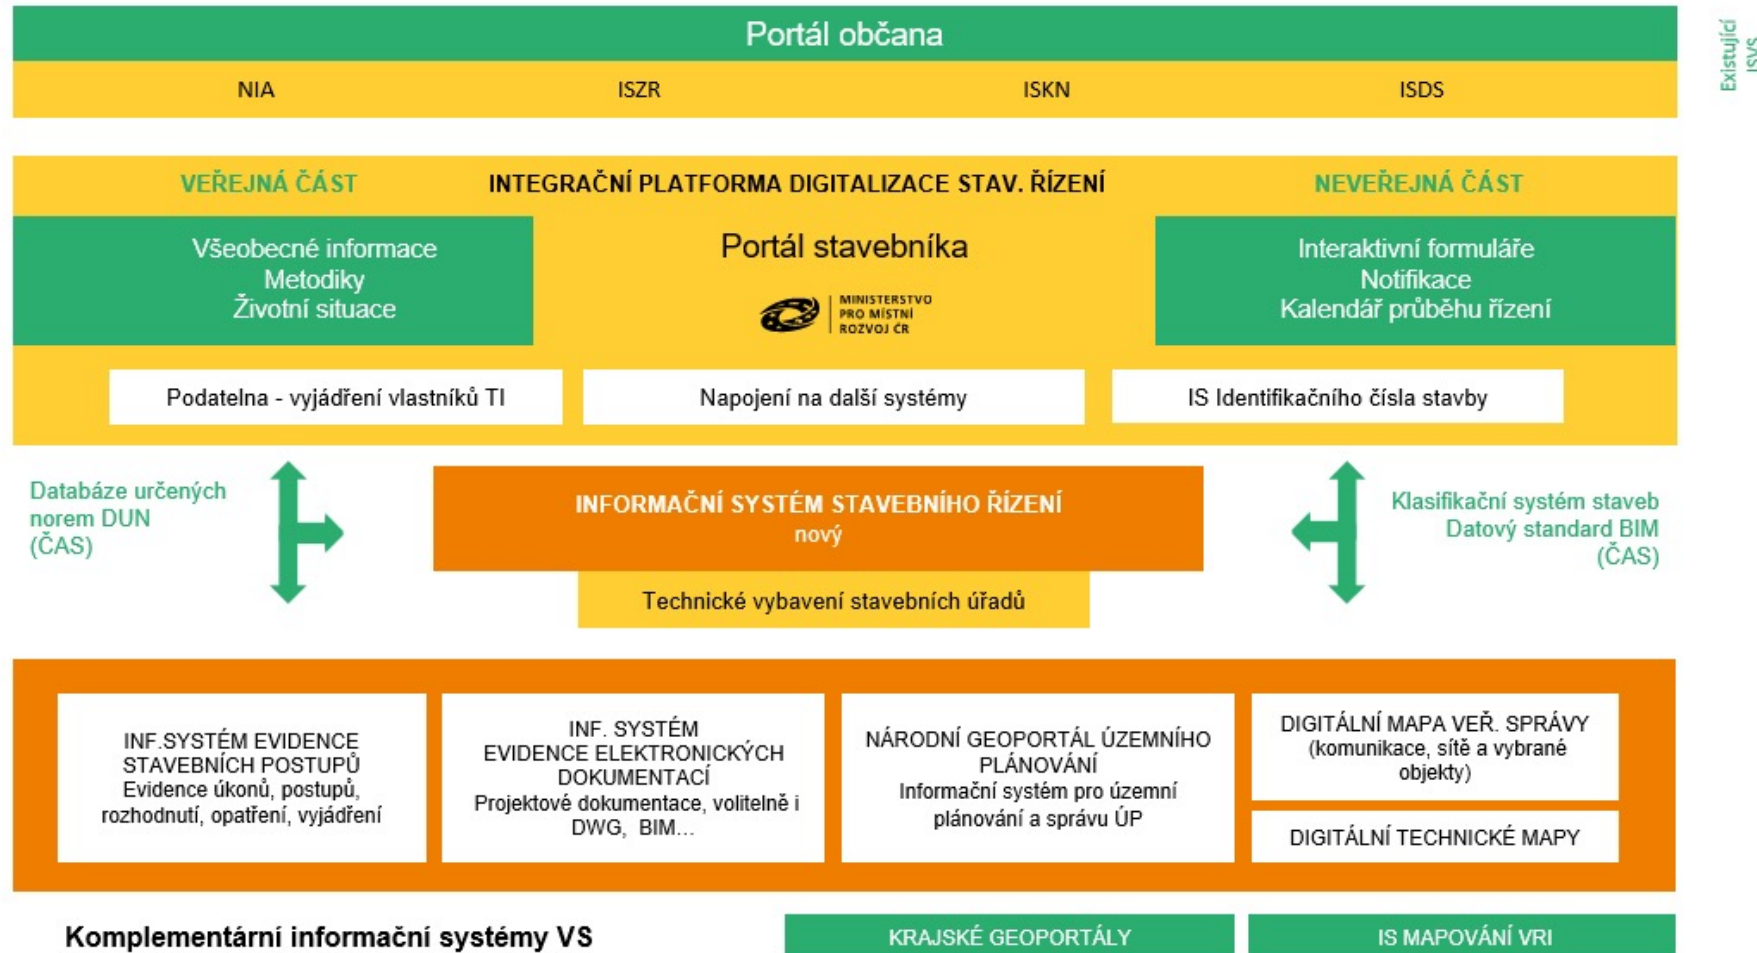 Portál občana
Existující
ISVS
NIA
ISZR
ISKN
ISDS
VEŘEJNÁ ČÁST
INTEGRAČNÍ PLATFORMA DIGITALIZACE STAV. ŘÍZENÍ
NEVEŘEJNÁ ČÁST
Všeobecné informace
Metodiky
Životní situace
Portál stavebníka
MINISTERSTVO
PRO MÍSTNÍ
ROZVOJ ČR
Interaktivní formuláře
Notifikace
Kalendář průběhu řízení
Podatelna - vyjádření vlastníků TI
Napojení na další systémy
IS Identifikačního čísla stavby
Databáze určených
norem DUN
(ČAS)
INFORMAČNÍ SYSTÉM STAVEBNÍHO ŘÍZENÍ
nový
Technické vybavení stavebních úřadů
Klasifikační systém staveb
Datový standard BIM
(ČAS)
INF.SYSTÉM EVIDENCE
STAVEBNÍCH POSTUPŮ
Evidence úkonů, postupů,
rozhodnutí, opatření, vyjádření
INF. SYSTÉM
EVIDENCE ELEKTRONICKÝCH
DOKUMENTACÍ
Projektové dokumentace, volitelně i
DWG, BIM...
NÁRODNÍ GEOPORTÁL ÚZEMNÍHO
PLÁNOVÁNÍ
Informační systém pro územní
plánování a správu ÚP
DIGITÁLNÍ MAPA VEŘ. SPRÁVY
(komunikace, sítě a vybrané
objekty)
DIGITÁLNÍ TECHNICKÉ MAPY
Komplementární informační systémy VS
KRAJSKÉ GEOPORTÁLY
IS MAPOVÁNÍ VRI